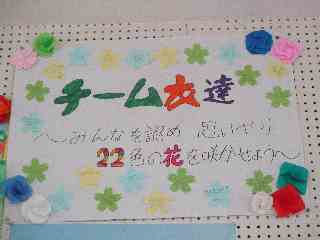 チーム友達
〜みんなを認め 思いやり
22色の花を咲かせよう〜